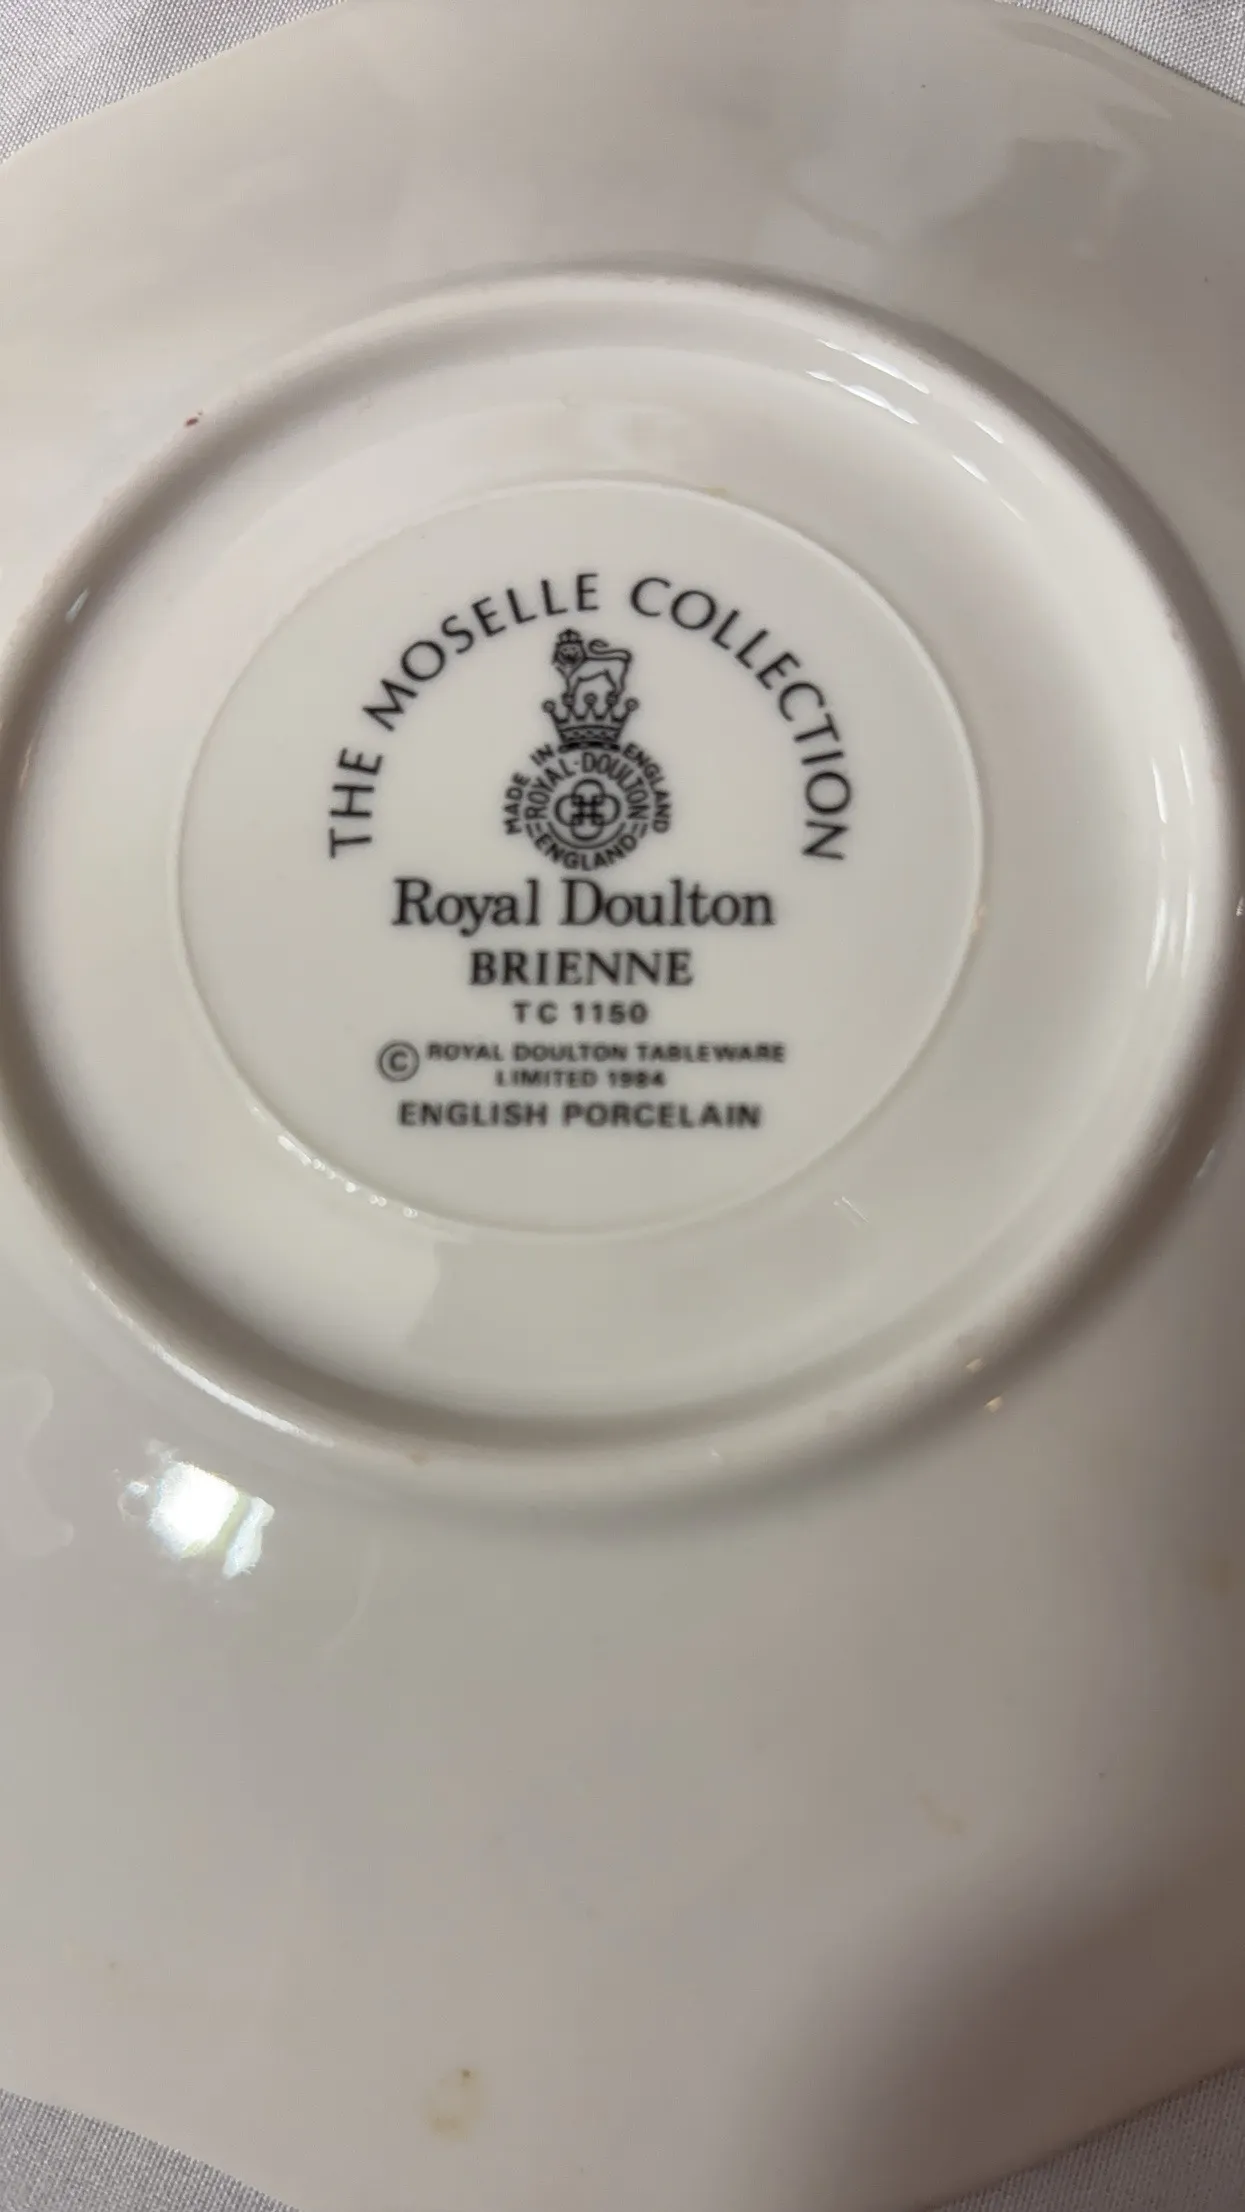 THE MOSELLE COLLECTION
MADE IN ENGLAND
ROYAL·DOULTON
ENGLAND
Royal Doulton
BRIENNE
TC 1150
© ROYAL DOULTON TABLEWARE
LIMITED 1984
ENGLISH PORCELAIN